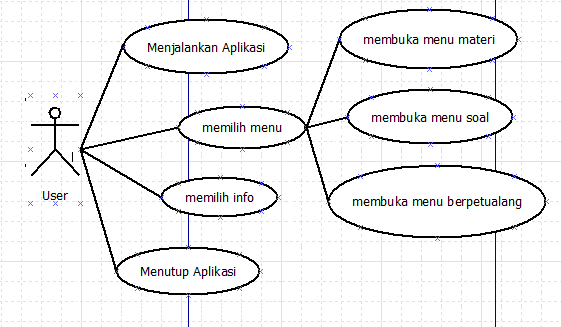 Menjalankan Aplikasi
memilih menu
memilih info
Menutup Aplikasi
User
membuka menu materi
membuka menu soal
membuka menu berpetualang